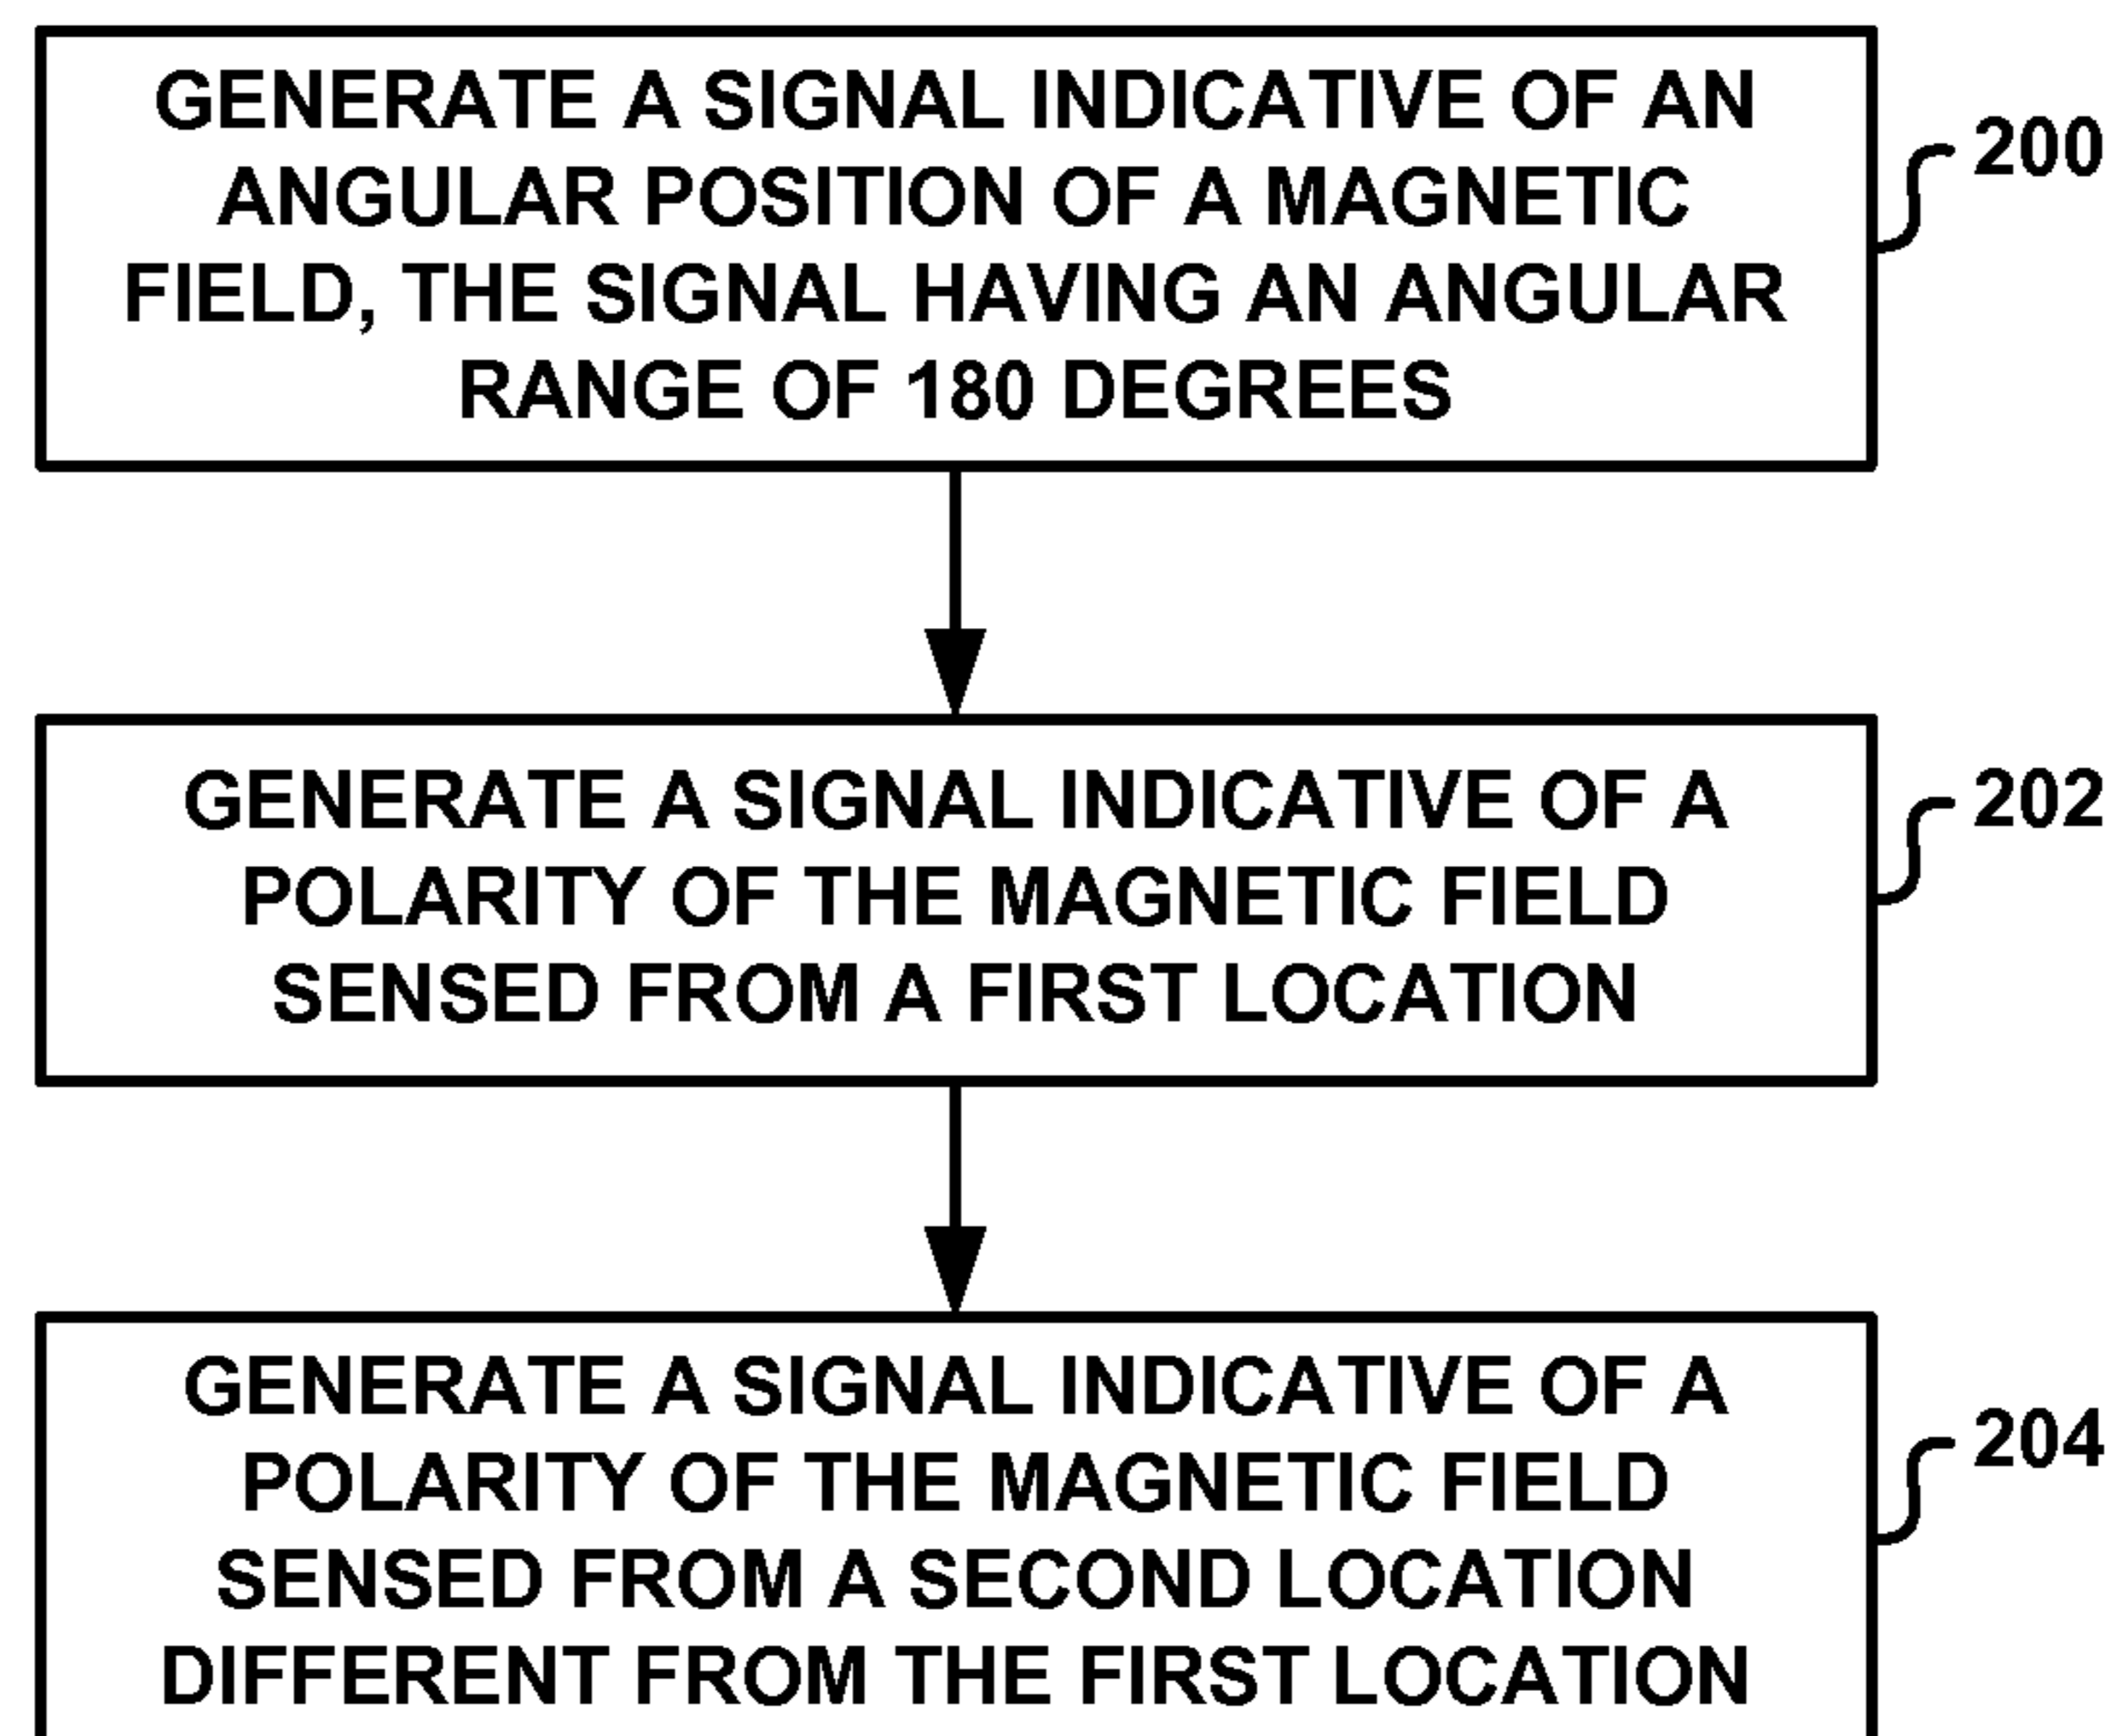 GENERATE A SIGNAL INDICATIVE OF AN
ANGULAR POSITION OF A MAGNETIC
FIELD, THE SIGNAL HAVING AN ANGULAR
RANGE OF 180 DEGREES
200
GENERATE A SIGNAL INDICATIVE OF A
POLARITY OF THE MAGNETIC FIELD
SENSED FROM A FIRST LOCATION
202
GENERATE A SIGNAL INDICATIVE OF A
POLARITY OF THE MAGNETIC FIELD
SENSED FROM A SECOND LOCATION
DIFFERENT FROM THE FIRST LOCATION
204